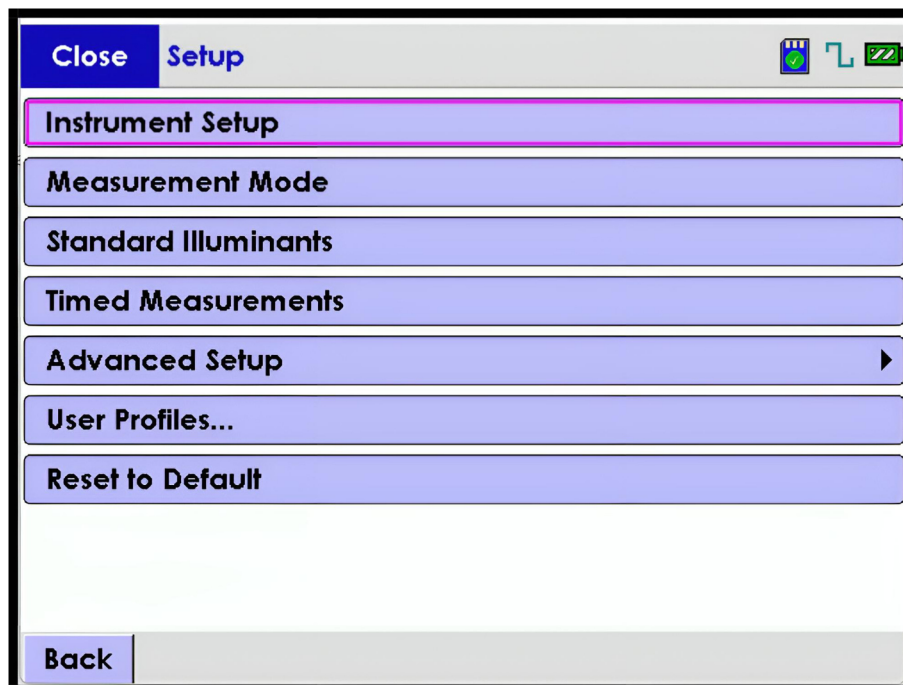 Close Setup
Instrument Setup
Measurement Mode
Standard Illuminants
Timed Measurements
Advanced Setup
User Profiles...
Reset to Default
Back